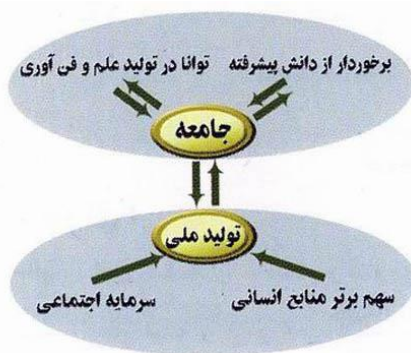 برخوردار از دانش پیشرفته
توانا در تولید علم و فن آوری
جامعه
تولید ملی
سهم برتر منابع انسانی
سرمایه اجتماعی